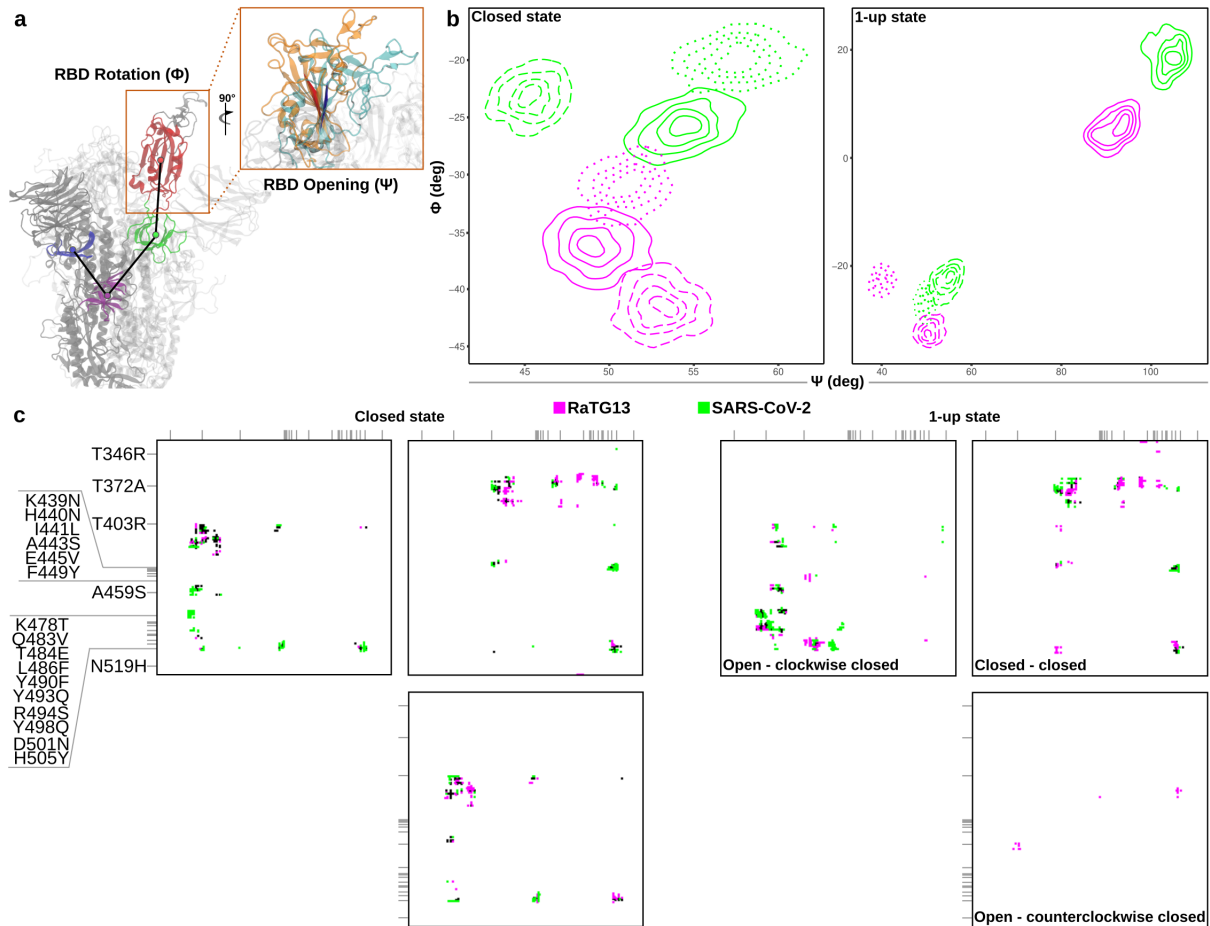 a
RBD Rotation (Φ)
90°
RBD Opening (Ψ)
b
Closed state
1-up state
Φ (deg)
−20
−25
−30
−35
−40
−45
45
50
55
60
20
0
−20
40
60
80
100
Ψ (deg)
RaTG13
SARS-CoV-2
c
Closed state
1-up state
T346R
T372A
K439N
H440N
I441L
A443S
E445V
F449Y
T403R
A459S
K478T
Q483V
T484E
L486F
Y490F
Y493Q
R494S
Y498Q
D501N
H505Y
N519H
Open - clockwise closed
Closed - closed
Open - counterclockwise closed